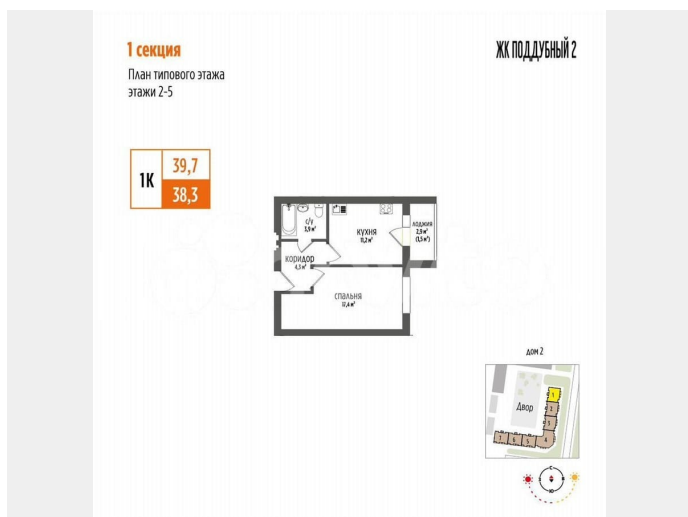 1 секция
ЖК ПОДДУБНЫЙ 2
План типового этажа
этажи 2-5
1К
39,7
38,3
с/у
3,9 м²
кухня
11,2 м²
лоджия
2,9 м²
(1,5 м²)
коридор
4,3 м²
спальня
17,4 м²
дом 2
Двор
1
2
3
4
5
6
7
С
Ю